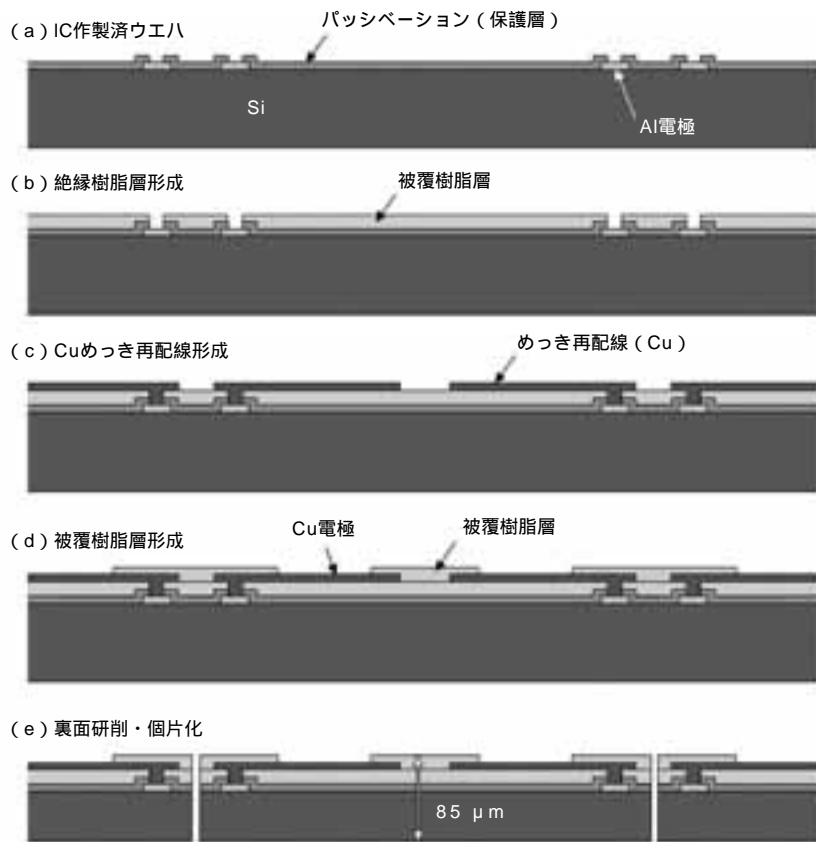 (a)IC作製済ウエハ
パッシベーション(保護層)
Si
Al電極
(b)絶縁樹脂層形成
被覆樹脂層
(c)Cuめっき再配線形成
めっき再配線(Cu)
(d)被覆樹脂層形成
Cu電極
被覆樹脂層
(e)裏面研削・個片化
85 μm